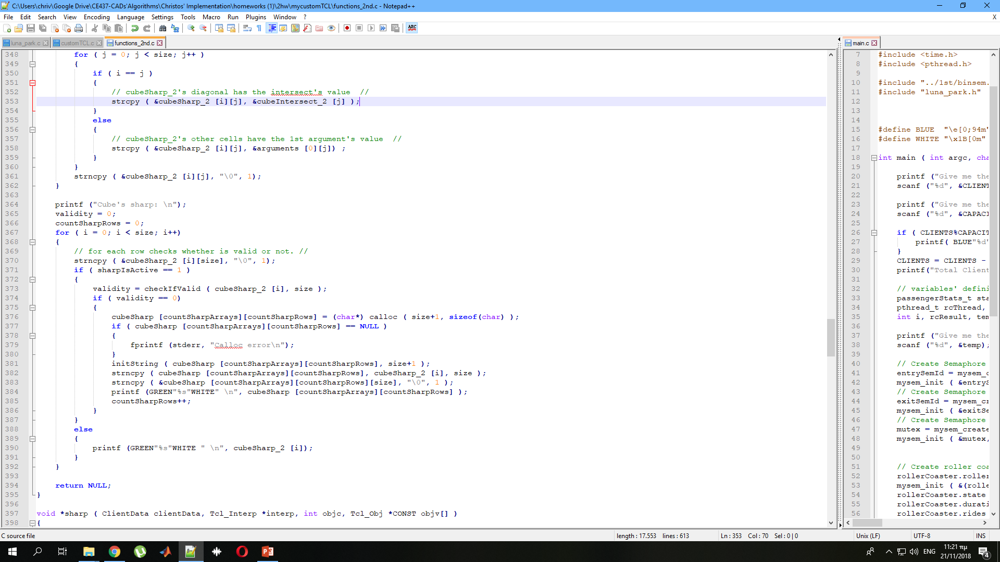 C:\Users\chriv\Google Drive\CE437-CADs'Algorithms\Christos' Implementation\homeworks (1)\2hw\mycustomTCL\functions_2nd.c - Notepad++
File Edit Search View Encoding Language Settings Tools Macro Run Plugins Window ? X
luna_park.c customTCL.c functions_2nd.c
348 for ( j = 0; j < size; j++ )
349 {
350 if ( i == j )
351 {
352 // cubeSharp_2's diagonal has the intersect's value //
353 strcpy ( &cubeSharp_2 [i][j], &cubeIntersect_2 [j] );
354 }
355 else
356 {
357 // cubeSharp_2's other cells have the 1st argument's value //
358 strcpy ( &cubeSharp_2 [i][j], &arguments [0][j]) ;
359 }
360 }
361 strncpy ( &cubeSharp_2 [i][j], "\0", 1);
362 }
363
364 printf ("Cube's sharp: \n");
365 validity = 0;
366 countSharpRows = 0;
367 for ( i = 0; i < size; i++)
368 {
369 // for each row checks whether is valid or not. //
370 strncpy ( &cubeSharp_2 [i][size], "\0", 1);
371 if ( sharpIsActive == 1 )
372 {
373 validity = checkIfValid ( cubeSharp_2 [i], size );
374 if ( validity == 0)
375 {
376 cubeSharp [countSharpArrays][countSharpRows] = (char*) calloc ( size+1, sizeof(char) );
377 if ( cubeSharp [countSharpArrays][countSharpRows] == NULL )
378 {
379 fprintf (stderr, "Calloc error\n");
380 }
381 initString ( cubeSharp [countSharpArrays][countSharpRows], size+1 );
382 strncpy ( cubeSharp [countSharpArrays][countSharpRows], cubeSharp_2 [i], size );
383 strncpy ( &cubeSharp [countSharpArrays][countSharpRows][size], "\0", 1 );
384 printf (GREEN"%s"WHITE" \n", cubeSharp [countSharpArrays][countSharpRows] );
385 countSharpRows++;
386 }
387 }
388 else
389 {
390 printf (GREEN"%s"WHITE " \n", cubeSharp_2 [i]);
391 }
392 }
393
394 return NULL;
395 }
396
397 void *sharp ( ClientData clientData, Tcl_Interp *interp, int objc, Tcl_Obj *CONST objv[] )
398 {
main.c
7 #include <time.h>
8 #include <pthread.h>
9
10 #include "../1st/binsem.
11 #include "luna_park.h"
12
13
14
15 #define BLUE "\e[0;94m"
16 #define WHITE "\x1B[0m"
17
18 int main ( int argc, cha
19
20 printf ("Give me the
21 scanf ("%d", &CLIENT
22
23 printf ("Give me the
24 scanf ("%d", &CAPACI
25
26 if ( CLIENTS%CAPACIT
27 printf( BLUE"%d"
28 }
29 CLIENTS = CLIENTS -
30 printf("Total Client
31
32 // variables' defini
33 passengerStats_t sta
34 pthread_t rcThread,
35 int i, rcResult, tem
36
37 printf ("Give me the
38 scanf ("%d", &temp);
39
40 // Create Semaphore
41 entrySemId = mysem_c
42 mysem_init ( &entryS
43 // Create Semaphore
44 exitSemId = mysem_cr
45 mysem_init ( &exitSe
46 // Create Semaphore
47 mutex = mysem_create
48 mysem_init ( &mutex,
49
50
51 // Create roller coa
52 rollerCoaster.roller
53 mysem_init ( &(rolle
54 rollerCoaster.state
55 rollerCoaster.durati
56 rollerCoaster.rides
C source file length : 17.553 lines : 613 Ln : 353 Col : 70 Sel : 0 | 0 Unix (LF) UTF-8 INS
ENG 11:21 πμ
21/11/2018 4